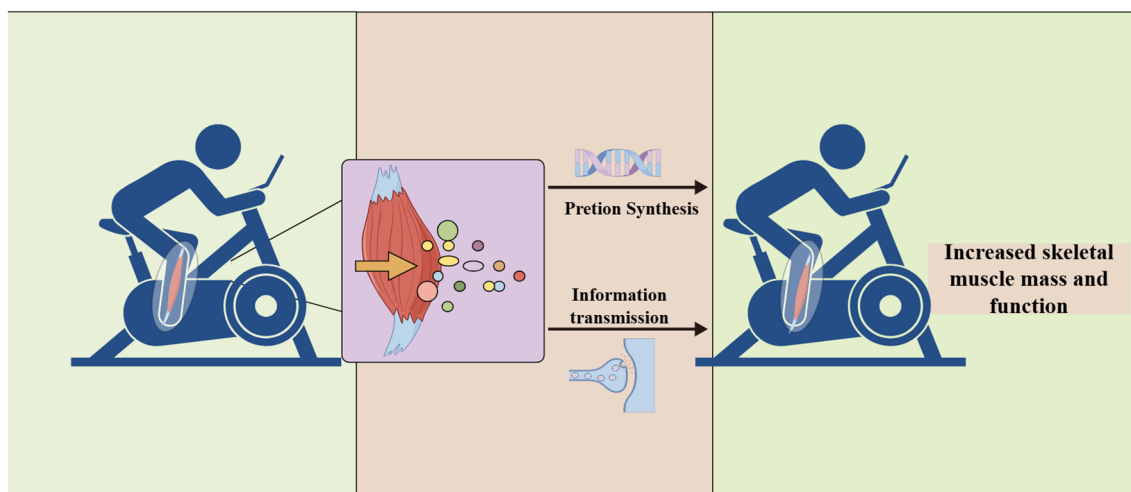 Pretion Synthesis
Information
transmission
Increased skeletal
muscle mass and
function